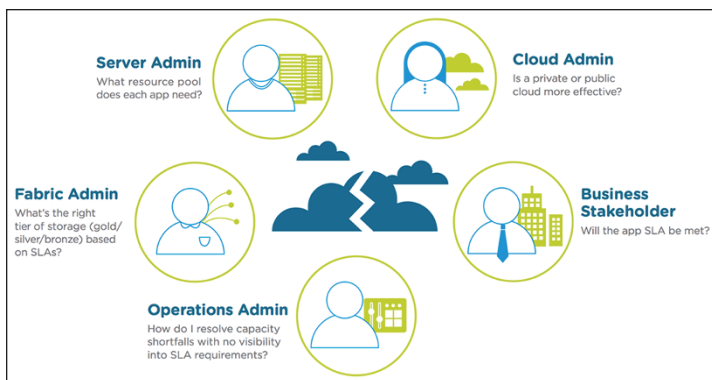 Server Admin
What resource pool
does each app need?
Cloud Admin
Is a private or public
cloud more effective?
Fabric Admin
What's the right
tier of storage (gold/
silver/bronze) based
on SLAs?
Business
Stakeholder
Will the app SLA be met?
Operations Admin
How do I resolve capacity
shortfalls with no visibility
into SLA requirements?